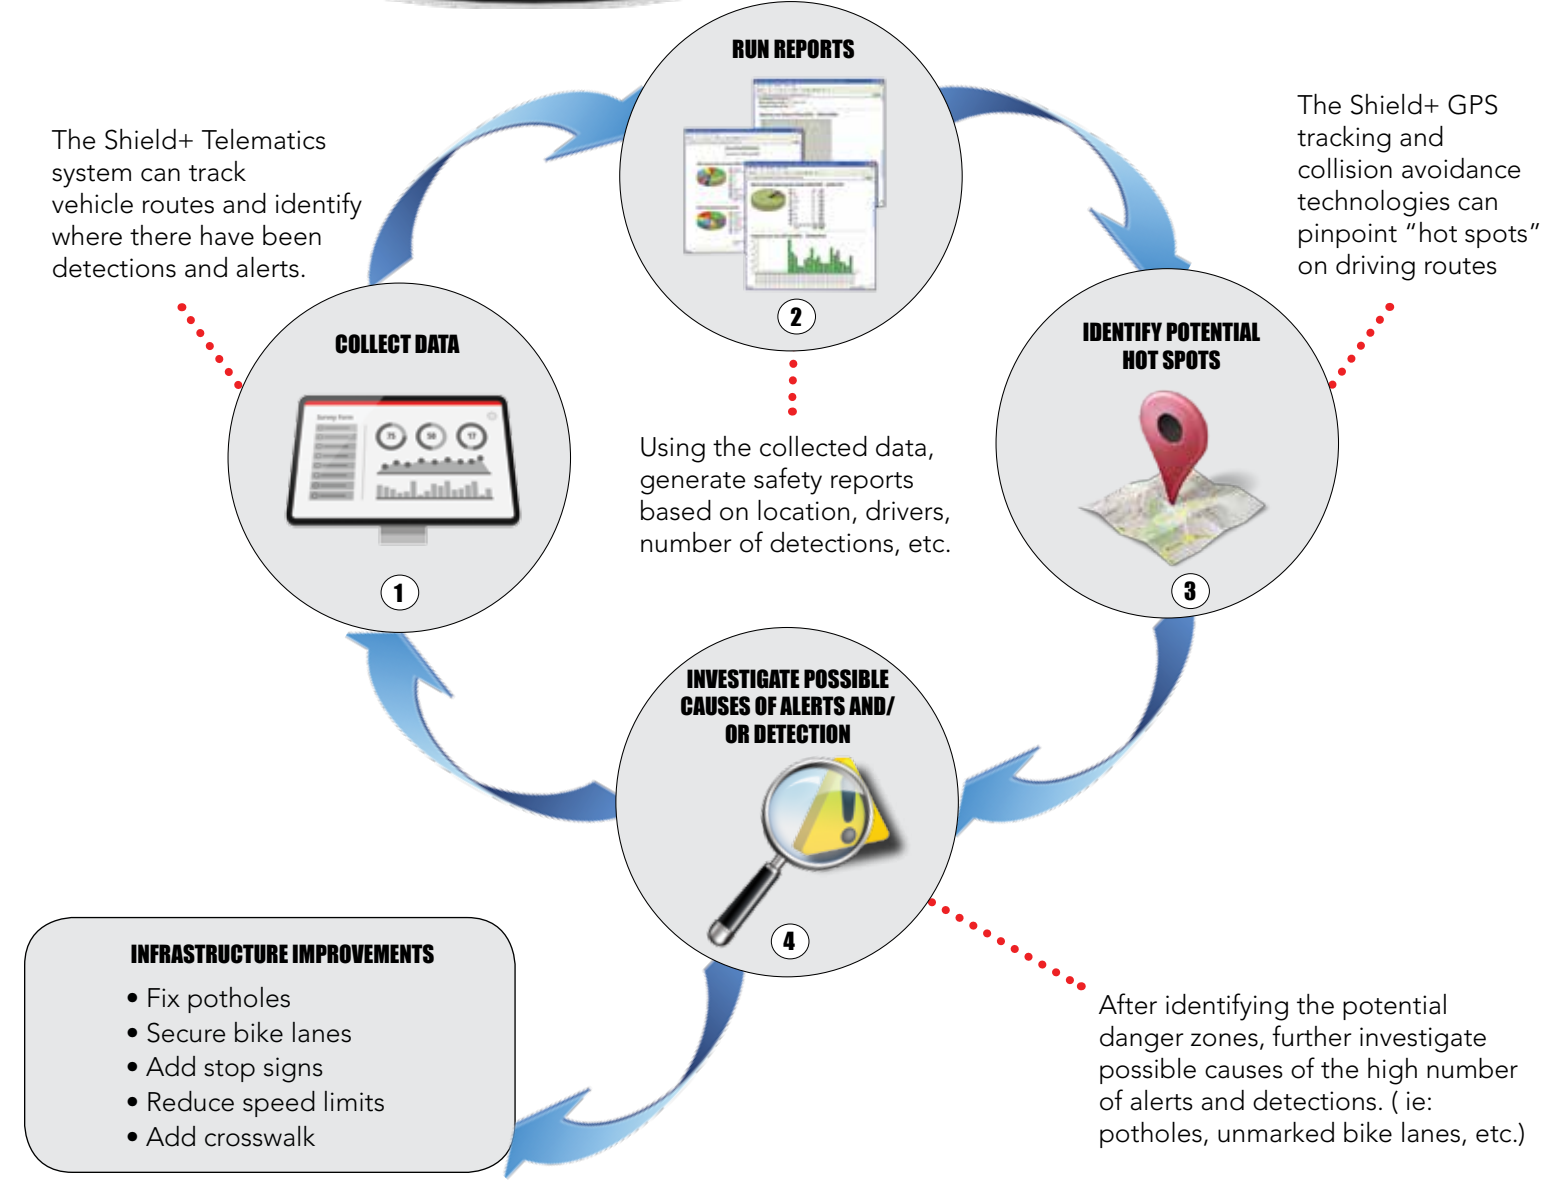 RUN REPORTS
2
The Shield+ Telematics
system can track
vehicle routes and identify
where there have been
detections and alerts.
The Shield+ GPS
tracking and
collision avoidance
technologies can
pinpoint “hot spots”
on driving routes
COLLECT DATA
Survey Form
75
50
17
1
IDENTIFY POTENTIAL
HOT SPOTS
3
Using the collected data,
generate safety reports
based on location, drivers,
number of detections, etc.
INVESTIGATE POSSIBLE
CAUSES OF ALERTS AND/
OR DETECTION
4
INFRASTRUCTURE IMPROVEMENTS
• Fix potholes
• Secure bike lanes
• Add stop signs
• Reduce speed limits
• Add crosswalk
After identifying the potential
danger zones, further investigate
possible causes of the high number
of alerts and detections. ( ie:
potholes, unmarked bike lanes, etc.)